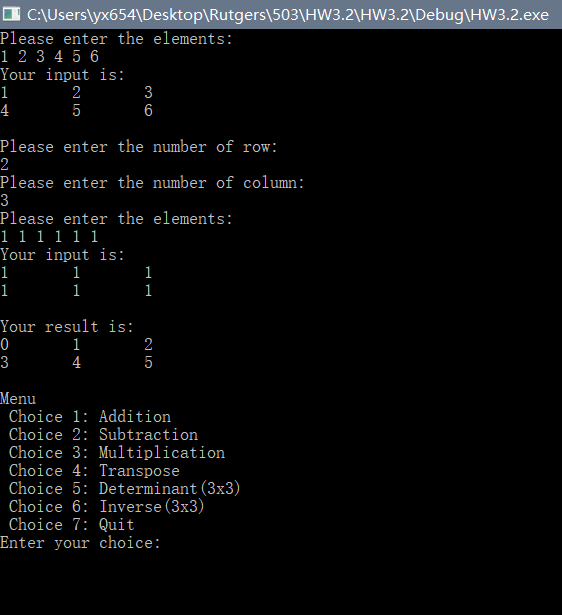 C:\Users\yx654\Desktop\Rutgers\503\HW3.2\HW3.2\Debug\HW3.2.exe
Please enter the elements:
1 2 3 4 5 6
Your input is:
1 2 3
4 5 6
Please enter the number of row:
2
Please enter the number of column:
3
Please enter the elements:
1 1 1 1 1 1
Your input is:
1 1 1
1 1 1
Your result is:
0 1 2
3 4 5
Menu
Choice 1: Addition
Choice 2: Subtraction
Choice 3: Multiplication
Choice 4: Transpose
Choice 5: Determinant(3x3)
Choice 6: Inverse(3x3)
Choice 7: Quit
Enter your choice: